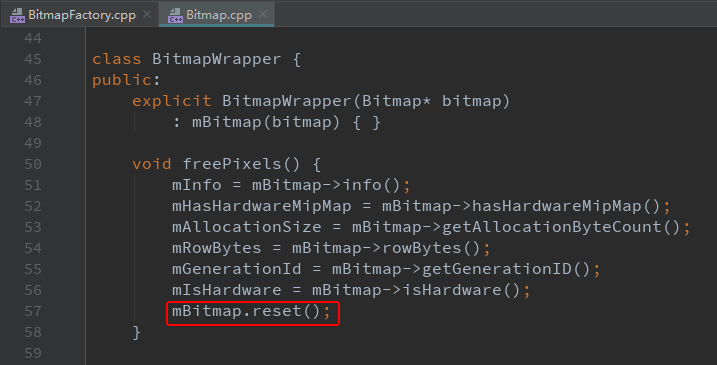 BitmapFactory.cpp Bitmap.cpp
44
45 class BitmapWrapper {
46 public:
47 explicit BitmapWrapper(Bitmap* bitmap)
48 : mBitmap(bitmap) { }
49
50 void freePixels() {
51 mInfo = mBitmap->info();
52 mHasHardwareMipMap = mBitmap->hasHardwareMipMap();
53 mAllocationSize = mBitmap->getAllocationByteCount();
54 mRowBytes = mBitmap->rowBytes();
55 mGenerationId = mBitmap->getGenerationID();
56 mIsHardware = mBitmap->isHardware();
57 mBitmap.reset();
58 }
59